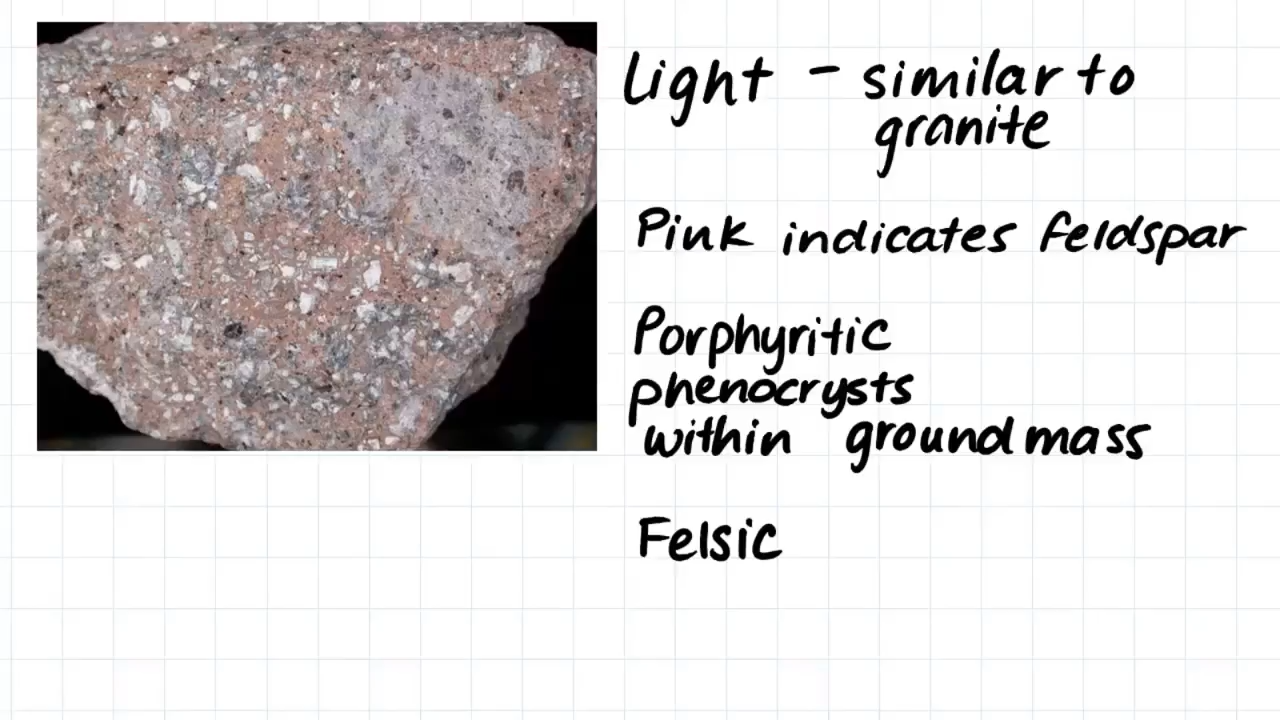 Light - similar to
granite
Pink indicates feldspar
Porphyritic
phenocrysts
within groundmass
Felsic